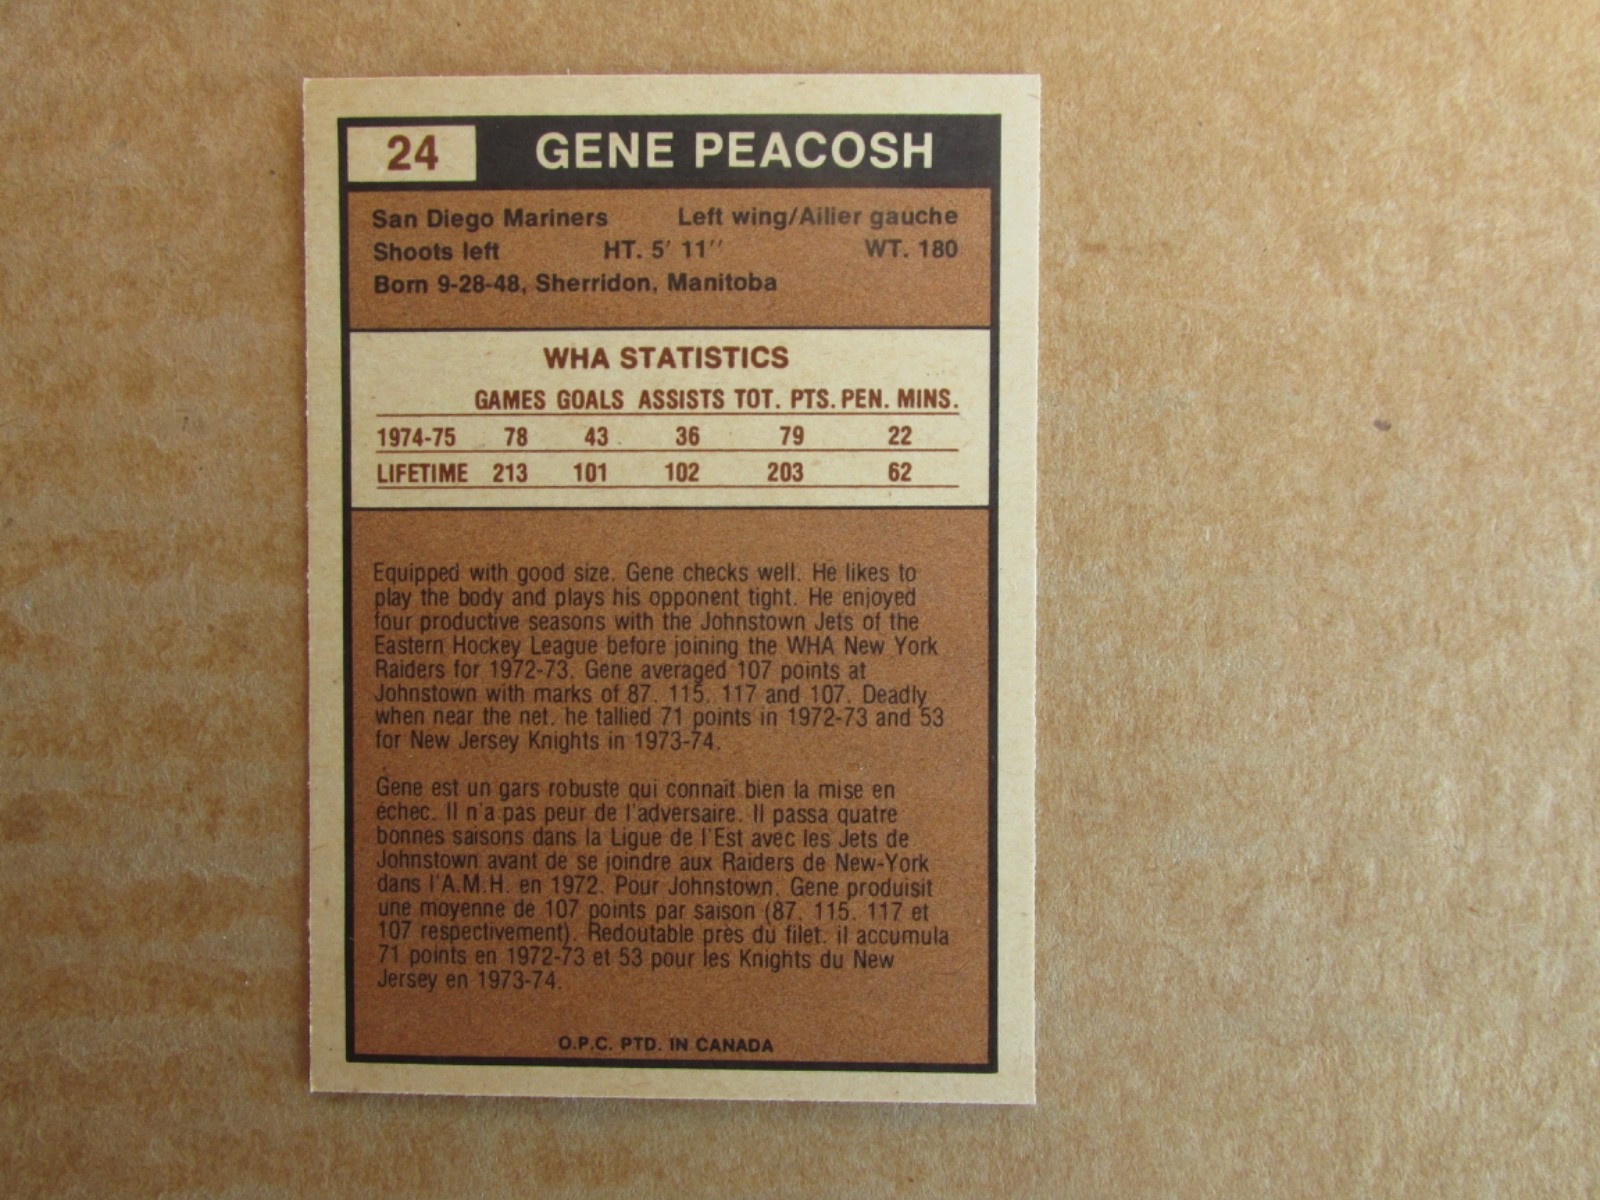 24 GENE PEACOSH
San Diego Mariners Left wing/Ailier gauche
Shoots left HT. 5' 11'' WT. 180
Born 9-28-48, Sherridon, Manitoba
WHA STATISTICS
GAMES GOALS ASSISTS TOT. PTS. PEN. MINS.
1974-75 78 43 36 79 22
LIFETIME 213 101 102 203 62
Equipped with good size. Gene checks well. He likes to
play the body and plays his opponent tight. He enjoyed
four productive seasons with the Johnstown Jets of the
Eastern Hockey League before joining the WHA New York
Raiders for 1972-73. Gene averaged 107 points at
Johnstown with marks of 87, 115, 117 and 107. Deadly
when near the net, he tallied 71 points in 1972-73 and 53
for New Jersey Knights in 1973-74.
Gene est un gars robuste qui connaît bien la mise en
échec. Il n'a pas peur de l'adversaire. Il passa quatre
bonnes saisons dans la Ligue de l'Est avec les Jets de
Johnstown avant de se joindre aux Raiders de New-York
dans l'A.M.H. en 1972. Pour Johnstown, Gene produisit
une moyenne de 107 points par saison (87, 115, 117 et
107 respectivement). Redoutable près du filet, il accumula
71 points en 1972-73 et 53 pour les Knights du New
Jersey en 1973-74.
O.P.C. PTD. IN CANADA